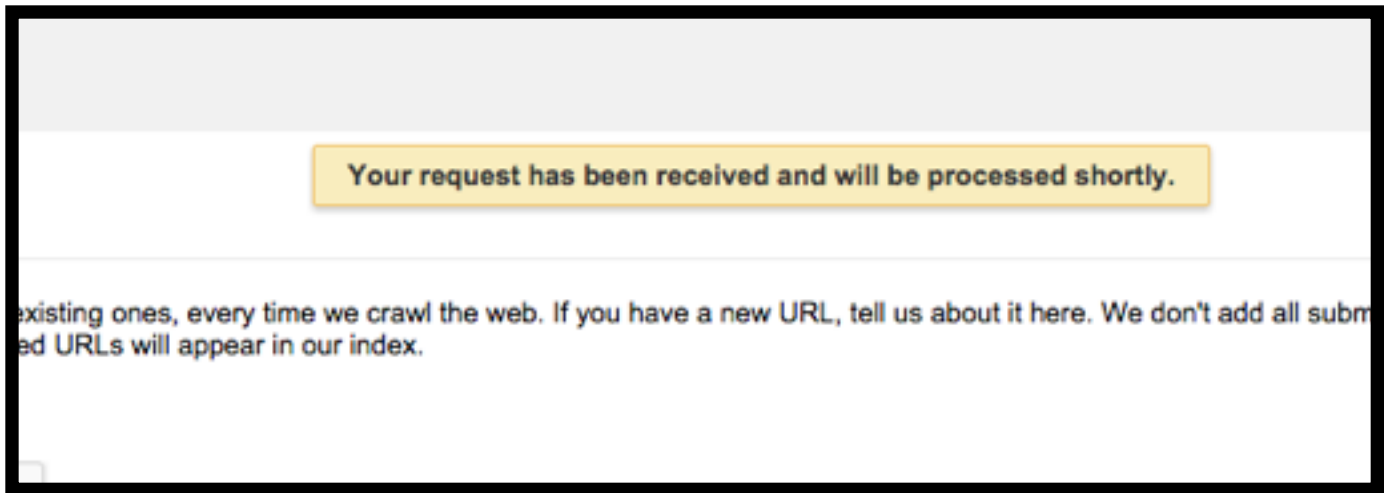 Your request has been received and will be processed shortly.
existing ones, every time we crawl the web. If you have a new URL, tell us about it here. We don't add all subm
ed URLs will appear in our index.